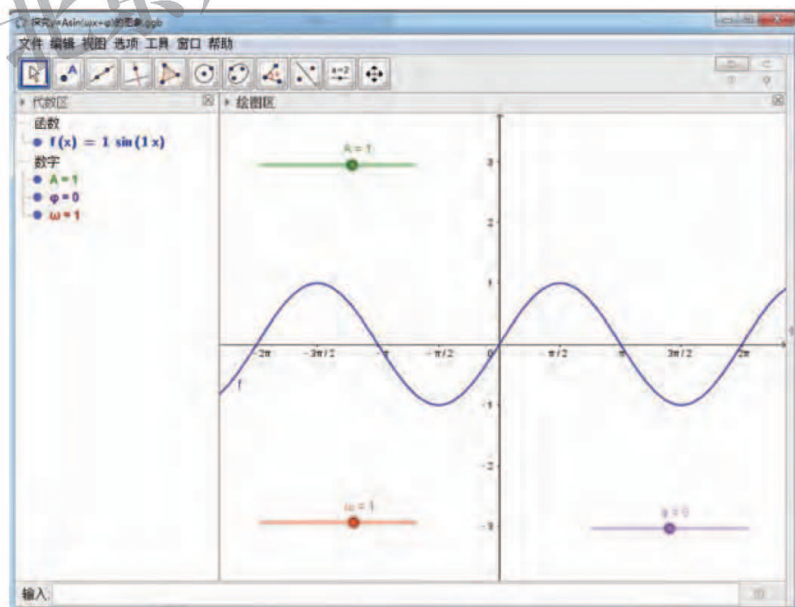 探究y=Asin(ωx+φ)的图象.ggb
文件 编辑 视图 选项 工具 窗口 帮助
代数区
绘图区
函数
f(x) = 1 sin(1x)
数字
A = 1
φ = 0
ω = 1
A = 1
3
2
1
-2π -3π/2 -π -π/2 0 π/2 π 3π/2 2π
f
-1
-2
-3
ω = 1
φ = 0
输入: